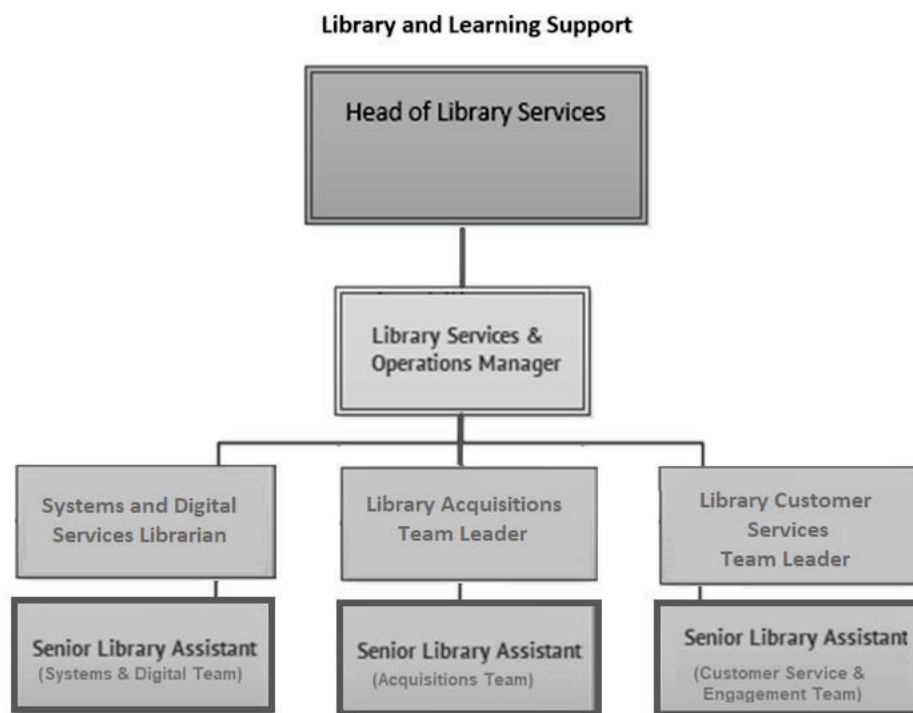 Library and Learning Support
Head of Library Services
Library Services &
Operations Manager
Systems and Digital
Services Librarian
Library Acquisitions
Team Leader
Library Customer
Services
Team Leader
Senior Library Assistant
(Systems & Digital Team)
Senior Library Assistant
(Acquisitions Team)
Senior Library Assistant
(Customer Service &
Engagement Team)